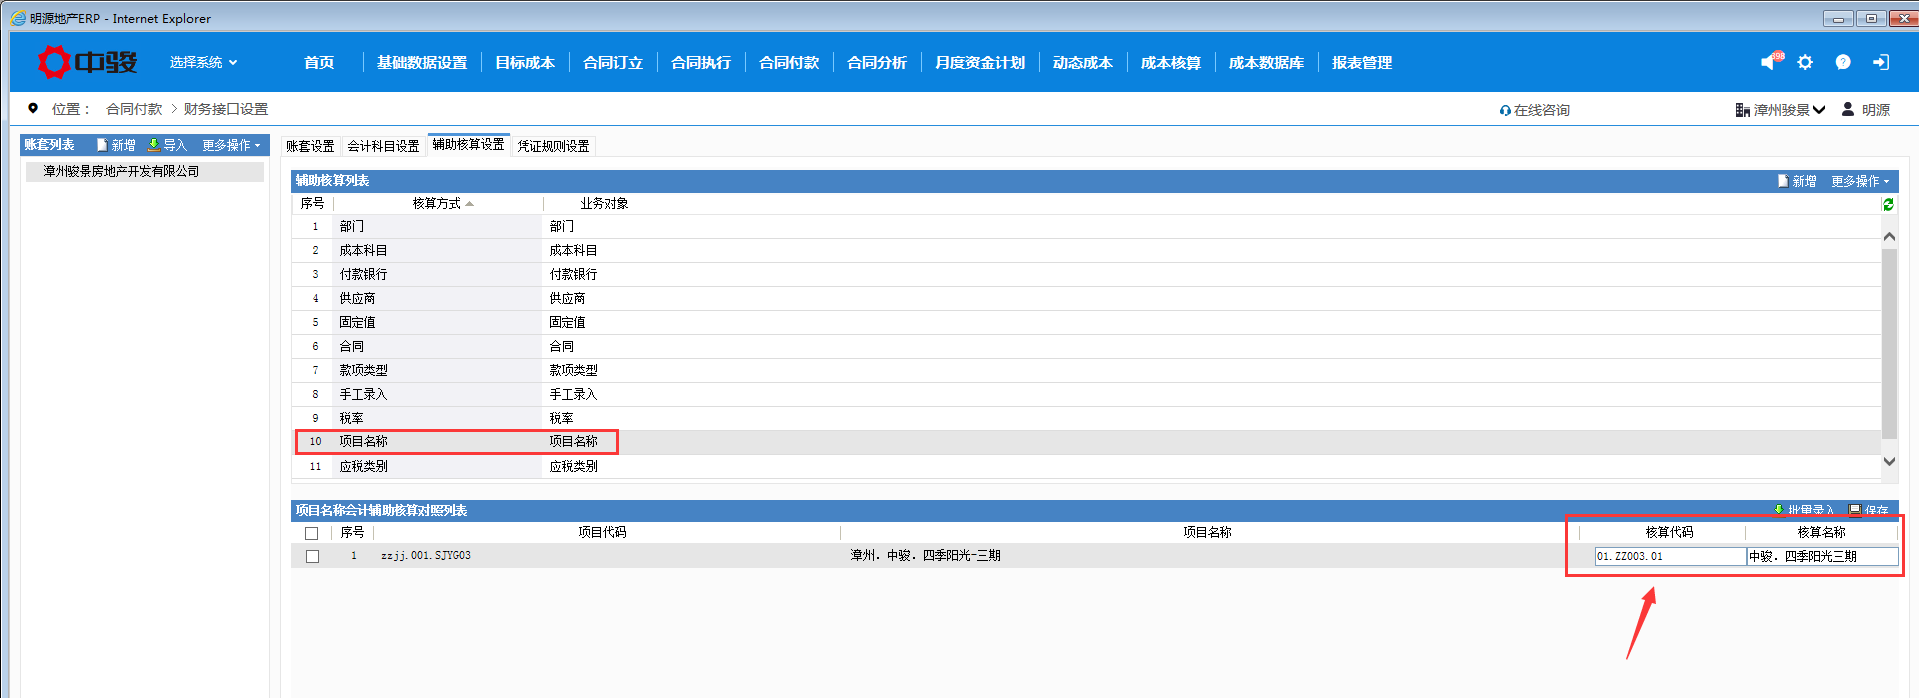 明源地产ERP - Internet Explorer
中骏 选择系统 首页 基础数据设置 目标成本 合同订立 合同执行 合同付款 合同分析 月度资金计划 动态成本 成本核算 成本数据库 报表管理
位置： 合同付款 > 财务接口设置 在线咨询 漳州骏景 明源
账套列表 新增 导入 更多操作
漳州骏景房地产开发有限公司
账套设置 会计科目设置 辅助核算设置 凭证规则设置
辅助核算列表 新增 更多操作
序号 核算方式 业务对象
1 部门 部门
2 成本科目 成本科目
3 付款银行 付款银行
4 供应商 供应商
5 固定值 固定值
6 合同 合同
7 款项类型 款项类型
8 手工录入 手工录入
9 税率 税率
10 项目名称 项目名称
11 应税类别 应税类别
项目名称会计辅助核算对照列表 批量录入 保存
序号 项目代码 项目名称 核算代码 核算名称
1 zzjj.001.SJYG03 漳州．中骏．四季阳光-三期 01.ZZ003.01 中骏．四季阳光三期